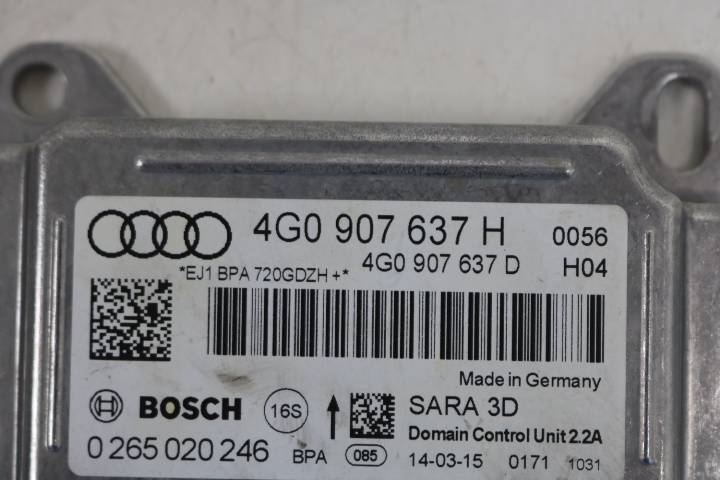 4G0 907 637 H 0056
4G0 907 637 D H04
*EJ1 BPA 720GDZH +*
Made in Germany
BOSCH 16S SARA 3D
Domain Control Unit 2.2A
0 265 020 246 BPA 085 14-03-15 0171 1031